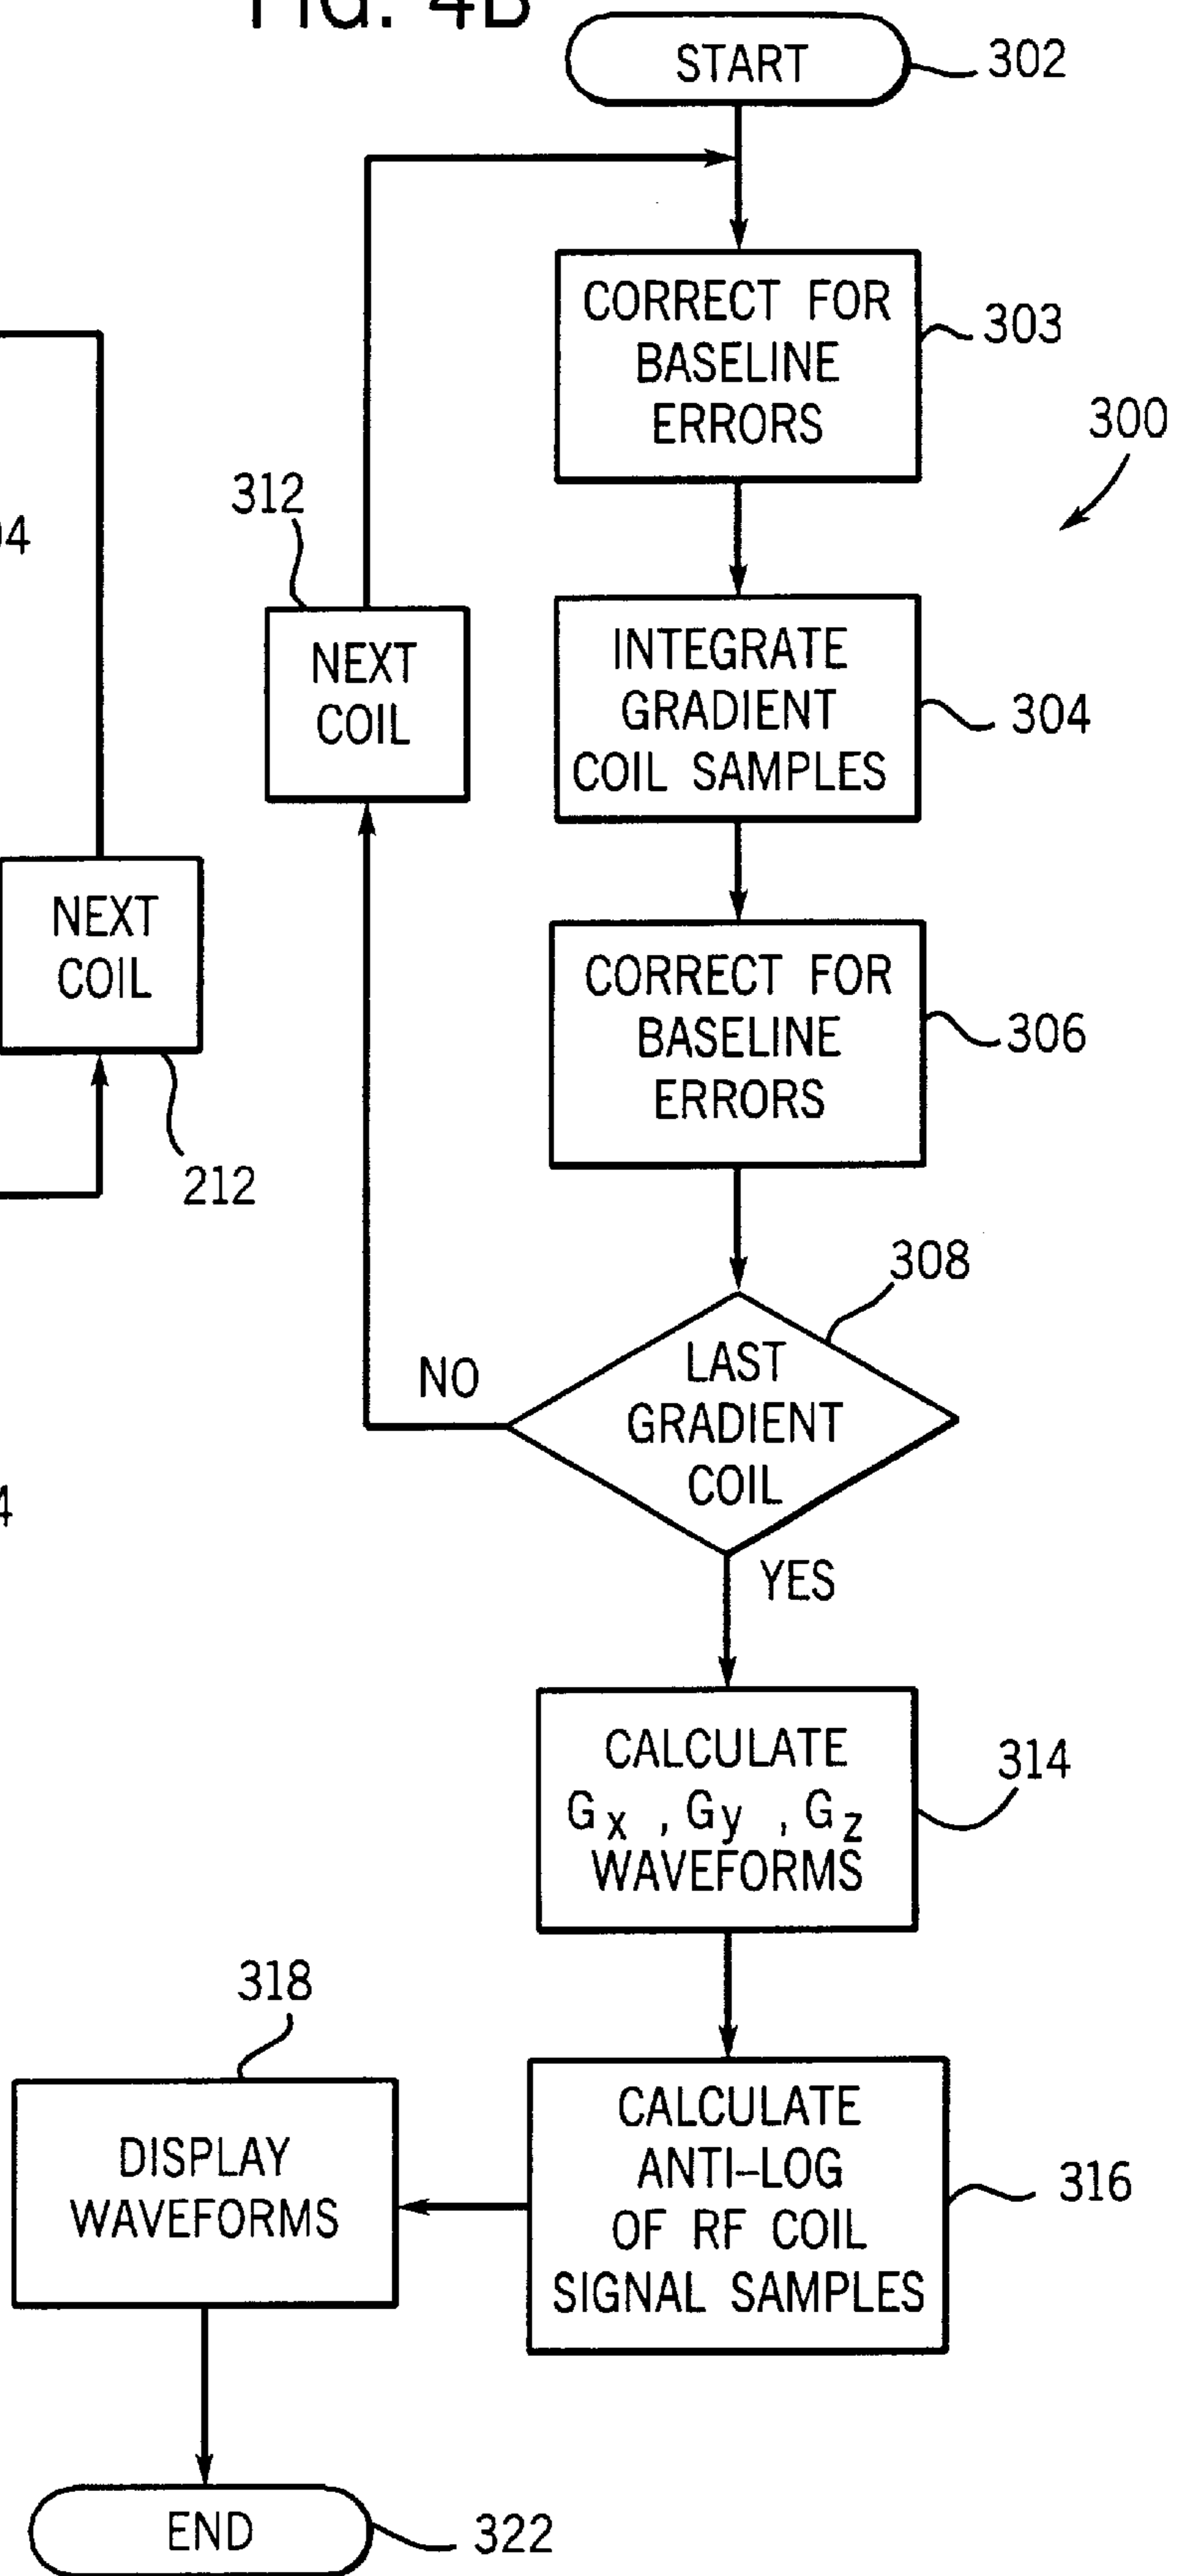 FIG. 4B
START
302
CORRECT FOR
BASELINE
ERRORS
303
300
312
NEXT
COIL
INTEGRATE
GRADIENT
COIL SAMPLES
304
NEXT
COIL
212
CORRECT FOR
BASELINE
ERRORS
306
308
LAST
GRADIENT
COIL
NO
YES
CALCULATE
Gx , Gy , Gz
WAVEFORMS
314
318
DISPLAY
WAVEFORMS
CALCULATE
ANTI–LOG
OF RF COIL
SIGNAL SAMPLES
316
END
322